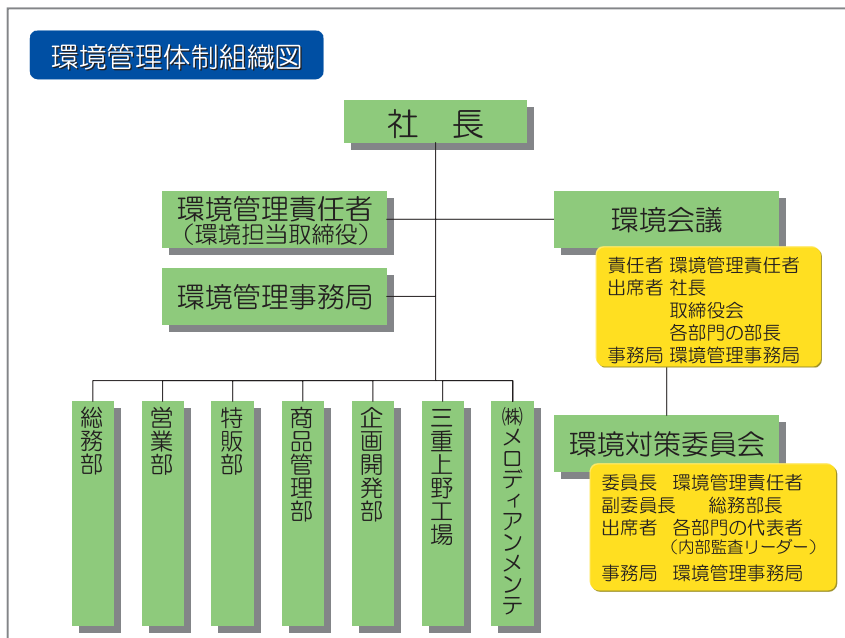 環境管理体制組織図
社 長
環境管理責任者
（環境担当取締役）
環境会議
責任者 環境管理責任者
出席者 社長
取締役会
各部門の部長
事務局 環境管理事務局
環境管理事務局
環境対策委員会
委員長 環境管理責任者
副委員長 総務部長
出席者 各部門の代表者
（内部監査リーダー）
事務局 環境管理事務局
総務部
営業部
特販部
商品管理部
企画開発部
三重上野工場
㈱メロディアンメンテ